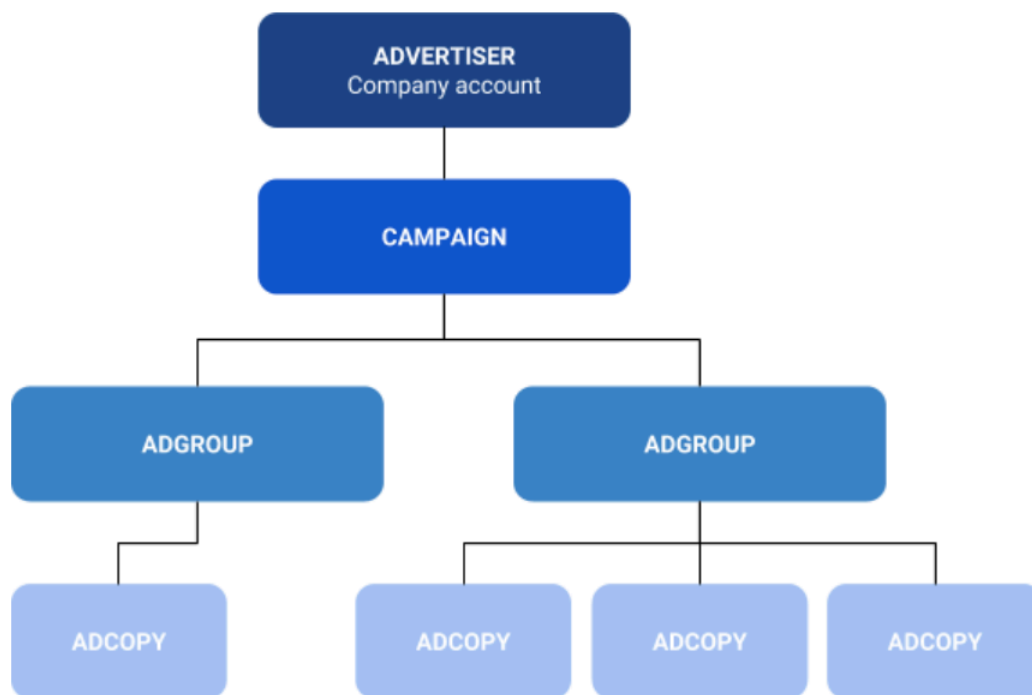 ADVERTISER
Company account
CAMPAIGN
ADGROUP
ADGROUP
ADCOPY
ADCOPY
ADCOPY
ADCOPY